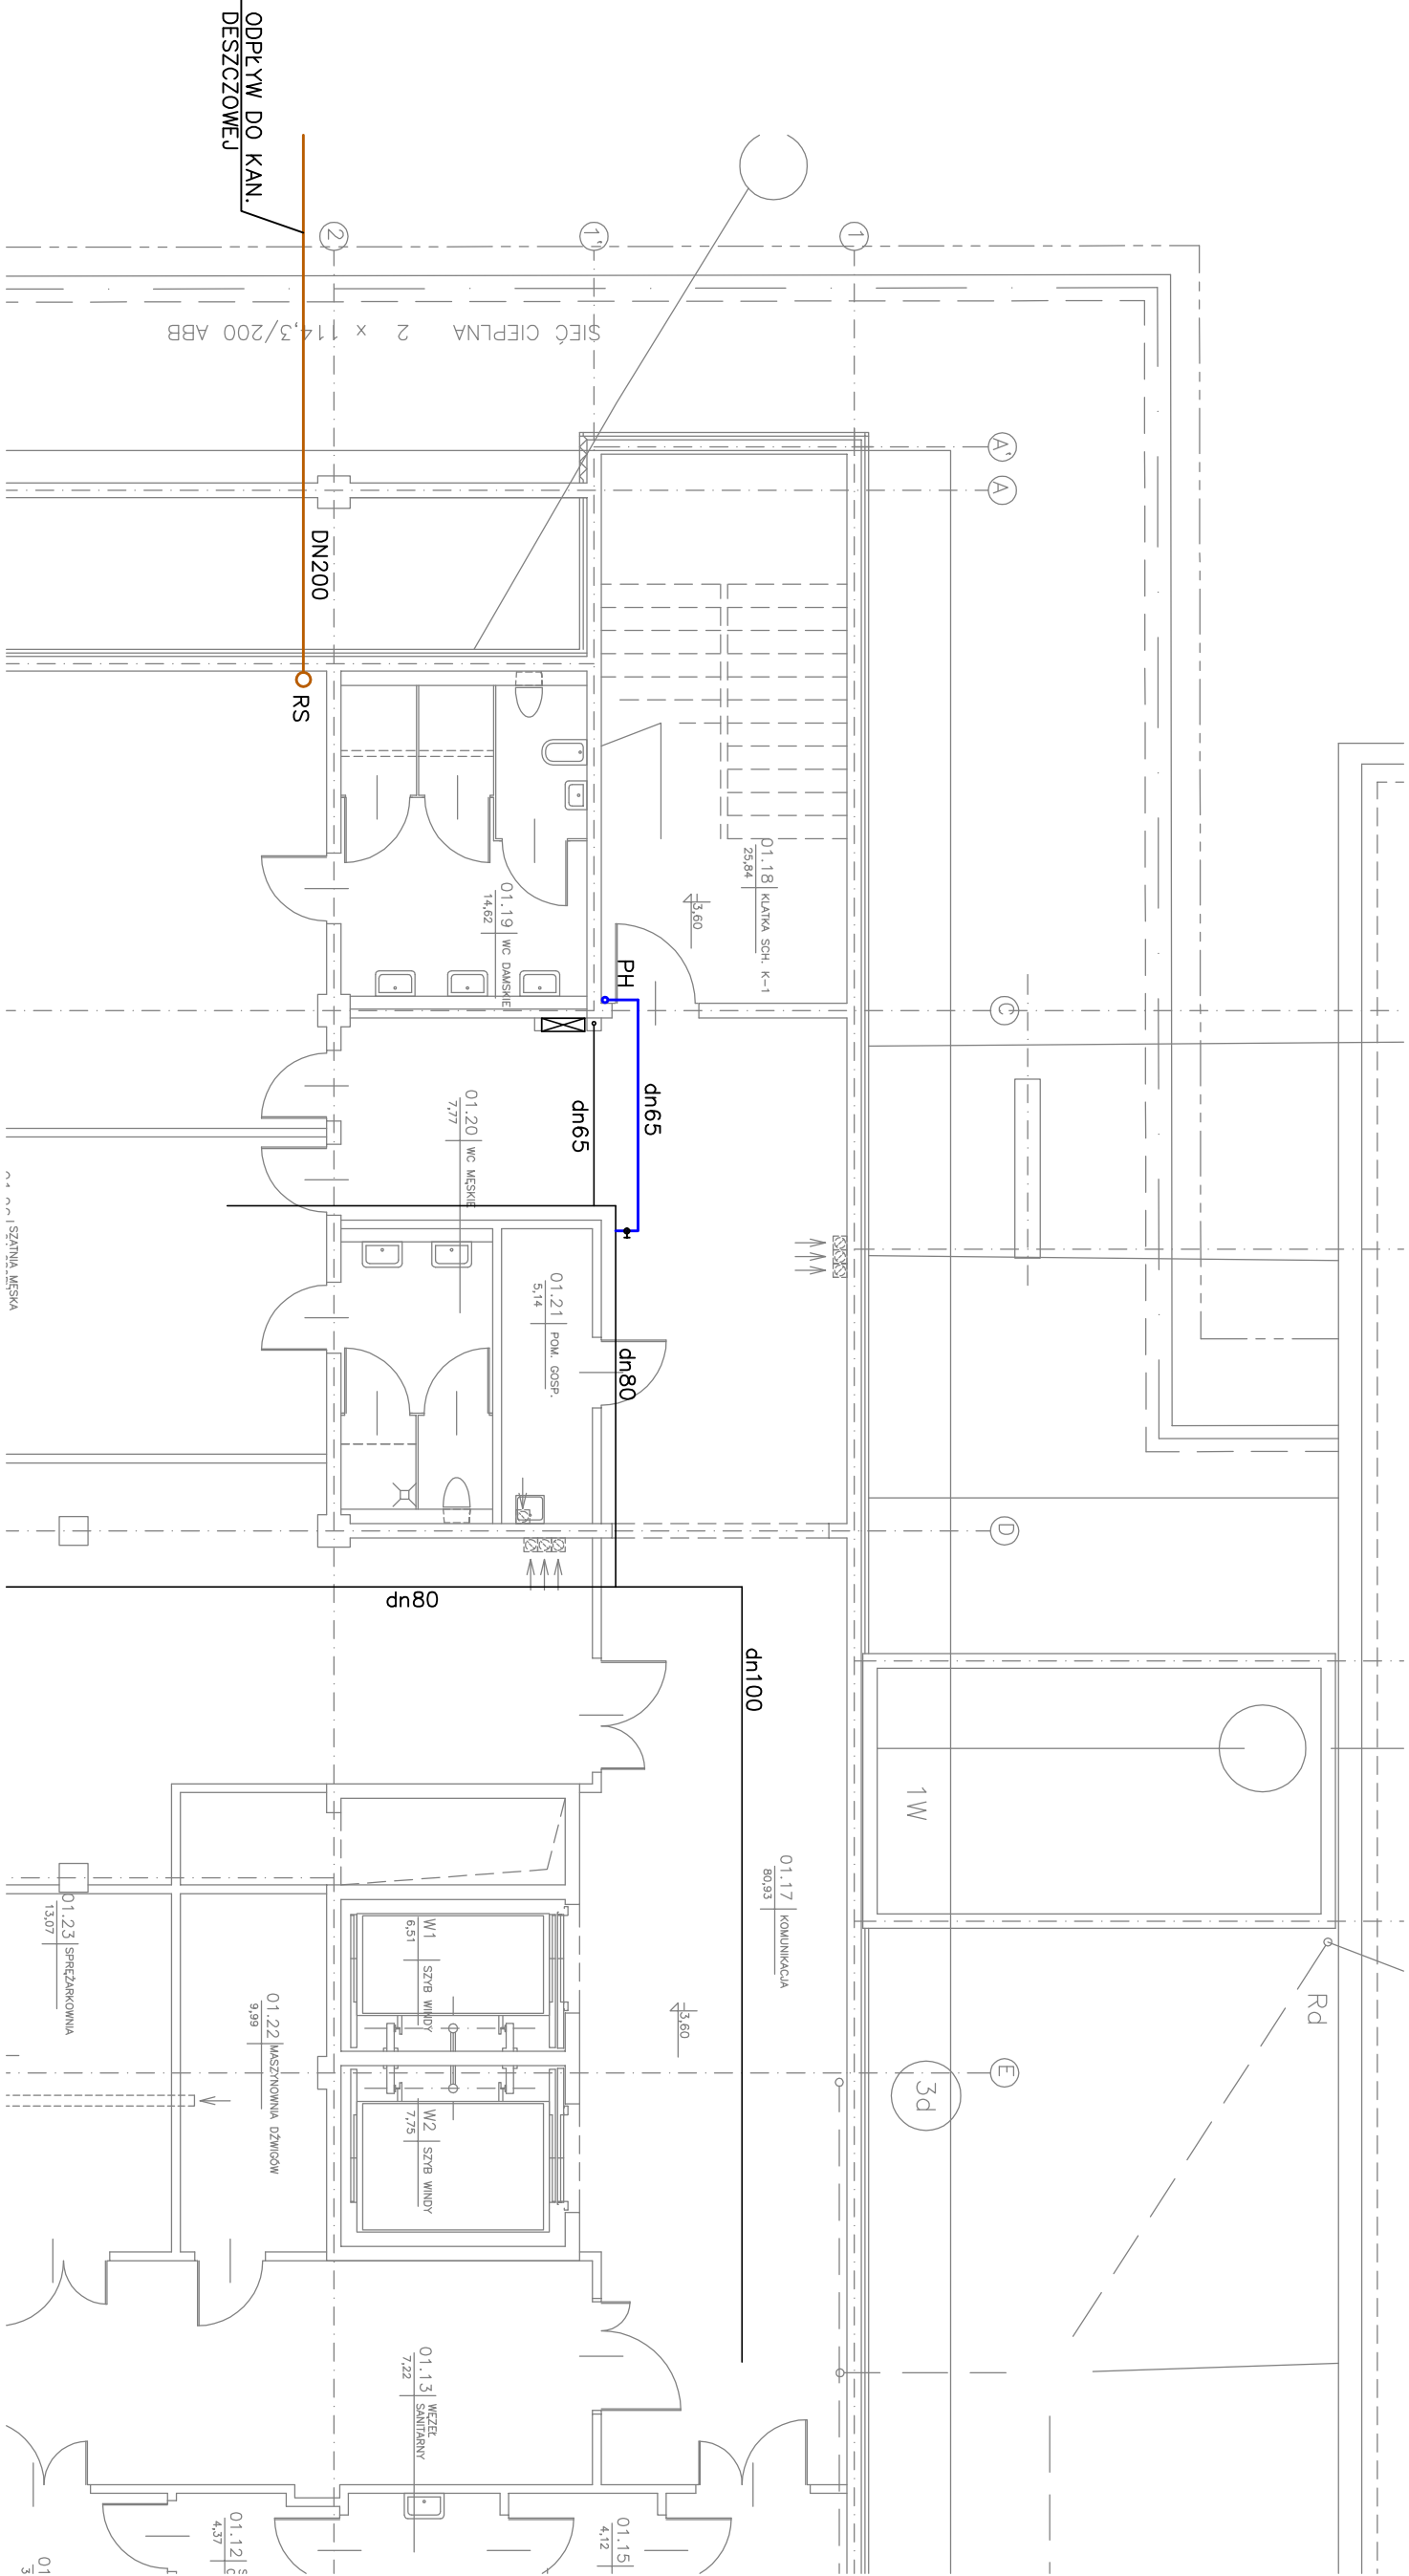 ODPŁYW DO KAN.
DESZCZOWEJ
2
1'
1
SIEĆ CIEPLNA 2 x 114,3/200 ABB
A'
A
DN200
RS
01.18 KLATKA SCH. K-1
25,84
3,60
01.19 WC DAMSKIE
14,62
PH
C
dn65
dn65
01.20 WC MĘSKIE
7,77
SZATNIA MĘSKA
01.21 POM. GOSP.
5,14
dn80
D
dn80
dn100
1W
01.17 KOMUNIKACJA
80,93
01.23 SPRĘŻARKOWNIA
13,07
W1 SZYB WINDY
6,51
01.22 MASZYNOWNIA DŹWIGÓW
9,99
3,60
Rd
E
3d
W2 SZYB WINDY
7,75
01.13 WĘZEŁ
SANITARNY
7,22
01.12
4,37
01.15
4,12